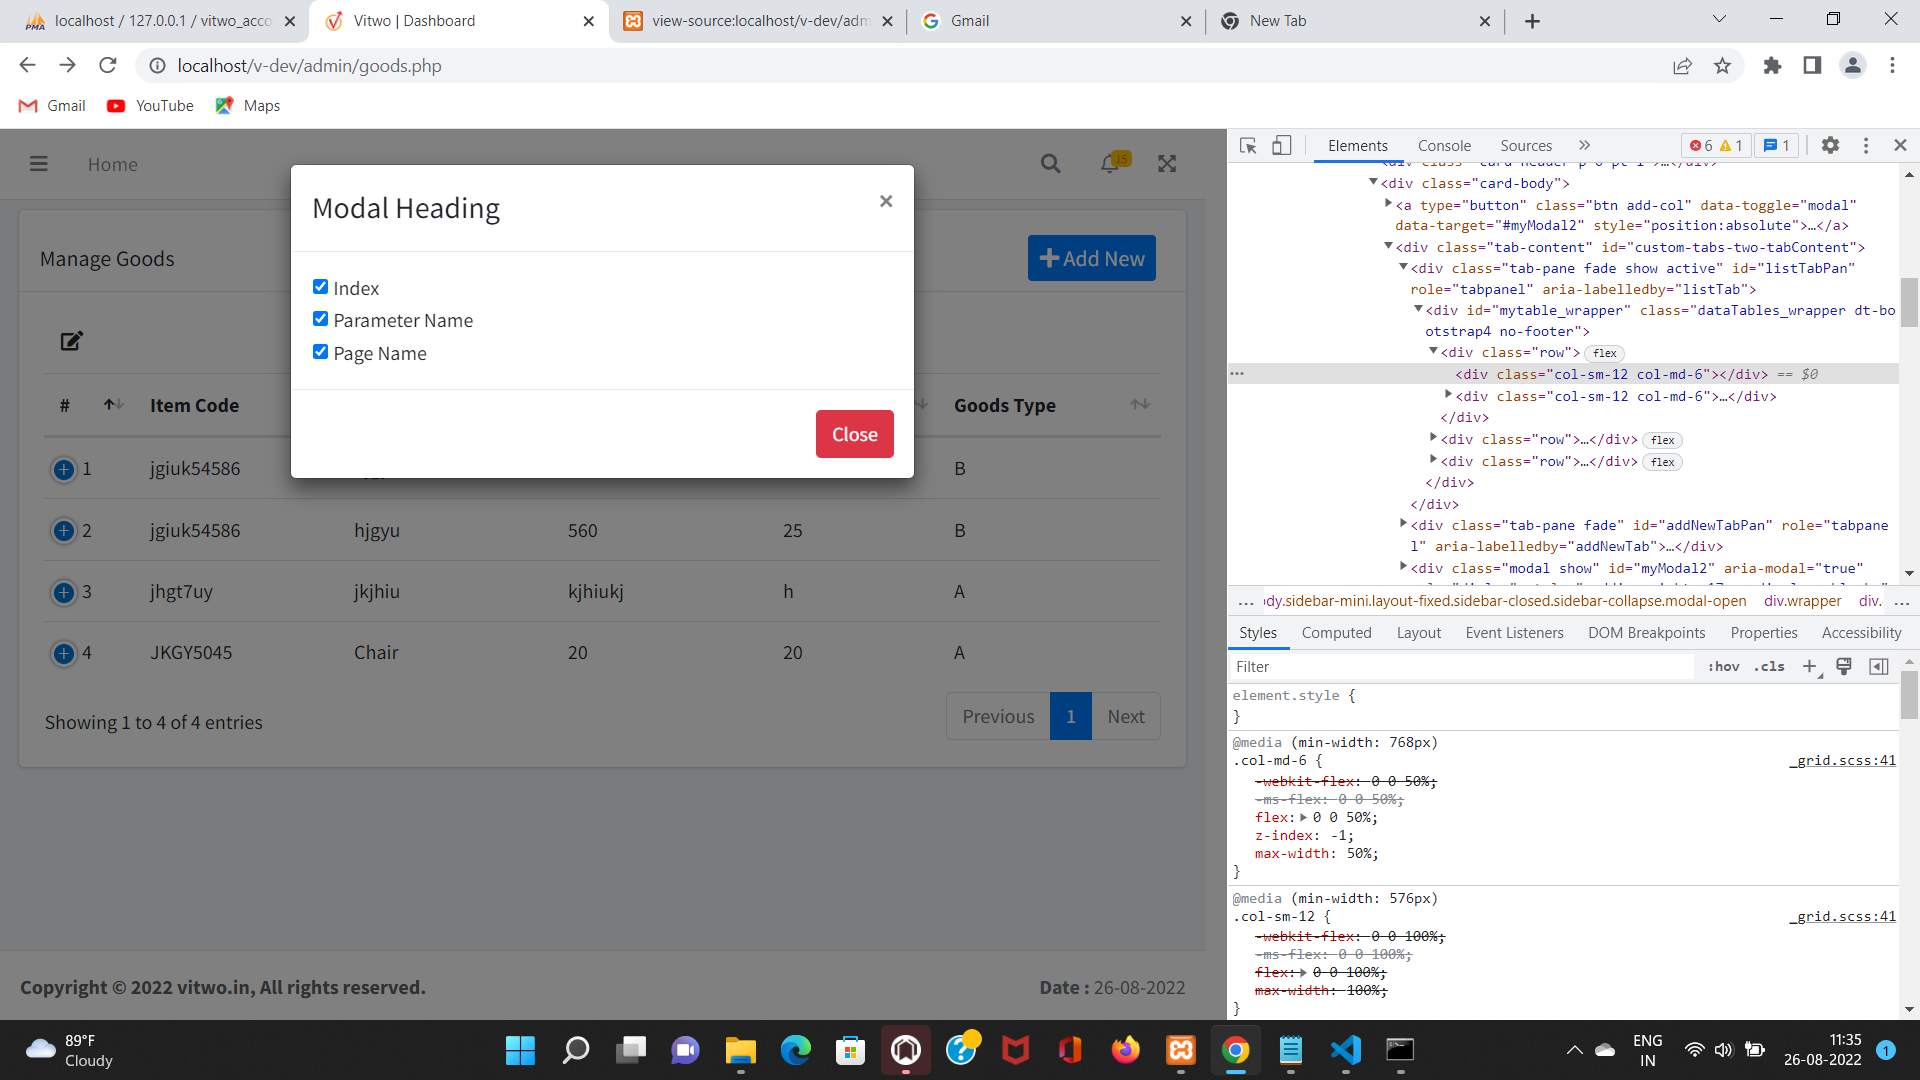 localhost / 127.0.0.1 / vitwo_acco
Vitwo | Dashboard
view-source:localhost/v-dev/adm
Gmail
New Tab
localhost/v-dev/admin/goods.php
Gmail
YouTube
Maps
Home
15
Modal Heading
×
Manage Goods
Add New
Index
Parameter Name
Page Name
Close
# Item Code Goods Type
1 jgiuk54586 B
2 jgiuk54586 hjgyu 560 25 B
3 jhgt7uy jkjhiu kjhiukj h A
4 JKGY5045 Chair 20 20 A
Showing 1 to 4 of 4 entries
Previous 1 Next
Copyright © 2022 vitwo.in, All rights reserved.
Date : 26-08-2022
Elements Console Sources
6 1 1
<div class="card-header p-0 pt-1">…</div>
<div class="card-body">
<a type="button" class="btn add-col" data-toggle="modal"
data-target="#myModal2" style="position:absolute">…</a>
<div class="tab-content" id="custom-tabs-two-tabContent">
<div class="tab-pane fade show active" id="listTabPan"
role="tabpanel" aria-labelledby="listTab">
<div id="mytable_wrapper" class="dataTables_wrapper dt-bo
otstrap4 no-footer">
<div class="row"> flex
<div class="col-sm-12 col-md-6"></div> == $0
<div class="col-sm-12 col-md-6">…</div>
</div>
<div class="row">…</div> flex
<div class="row">…</div> flex
</div>
</div>
<div class="tab-pane fade" id="addNewTabPan" role="tabpane
l" aria-labelledby="addNewTab">…</div>
<div class="modal show" id="myModal2" aria-modal="true"
… ody.sidebar-mini.layout-fixed.sidebar-closed.sidebar-collapse.modal-open div.wrapper div. …
Styles Computed Layout Event Listeners DOM Breakpoints Properties Accessibility
Filter
:hov .cls
element.style {
}
@media (min-width: 768px)
.col-md-6 {
_grid.scss:41
-webkit-flex: 0 0 50%;
-ms-flex: 0 0 50%;
flex: 0 0 50%;
z-index: -1;
max-width: 50%;
}
@media (min-width: 576px)
.col-sm-12 {
_grid.scss:41
-webkit-flex: 0 0 100%;
-ms-flex: 0 0 100%;
flex: 0 0 100%;
max-width: 100%;
}
89°F
Cloudy
ENG
IN
11:35
26-08-2022
1